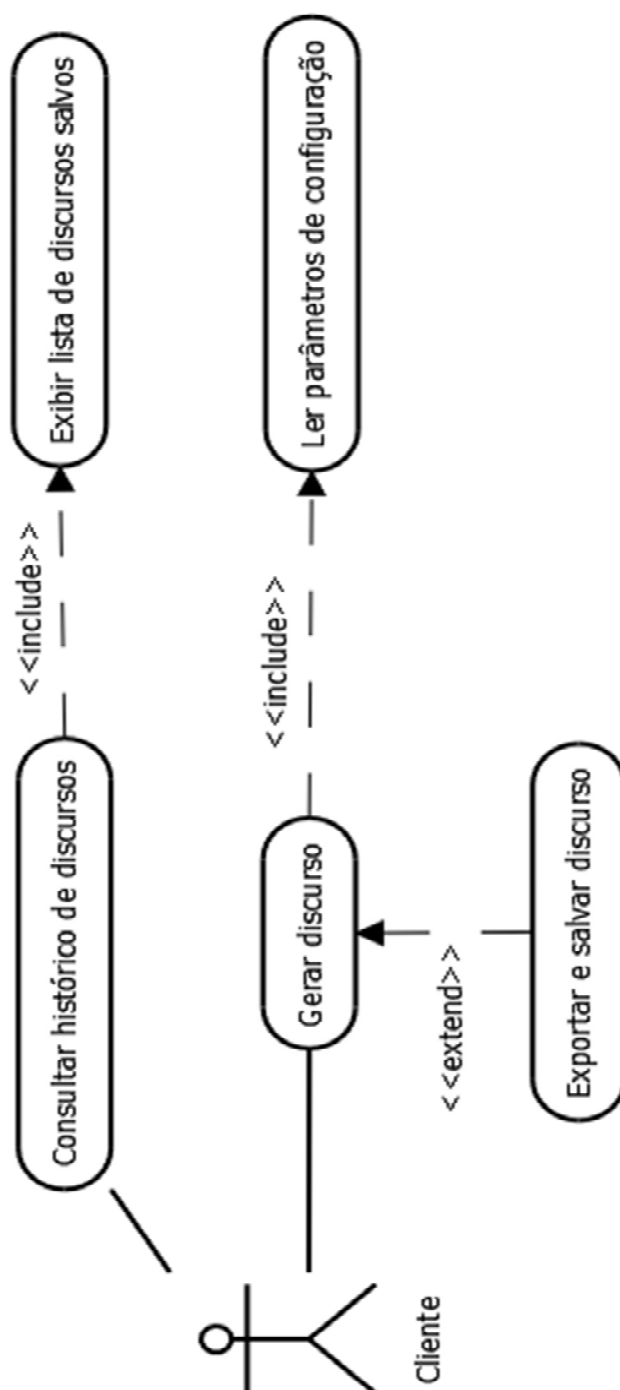 Consultar histórico de discursos
<<include>>
Exibir lista de discursos salvos
Cliente
Gerar discurso
<<include>>
Ler parâmetros de configuração
<<extend>>
Exportar e salvar discurso